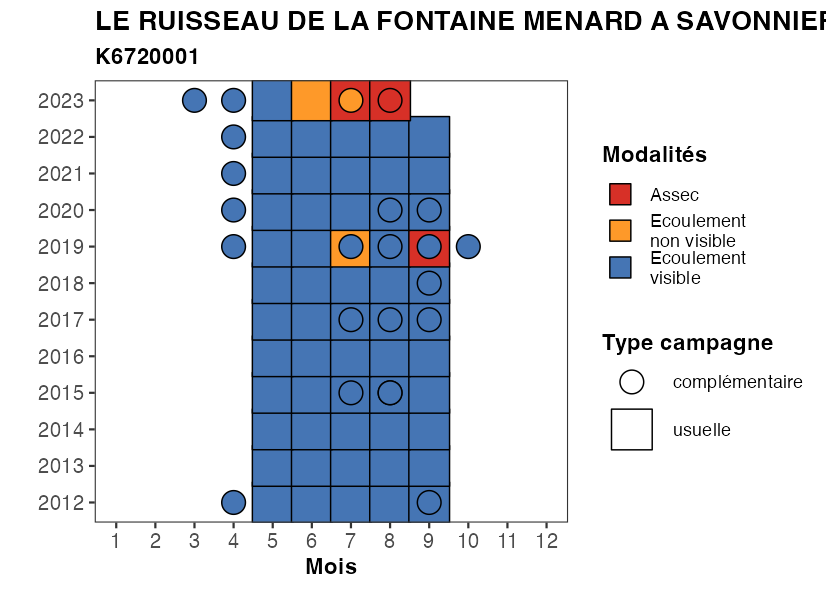 LE RUISSEAU DE LA FONTAINE MENARD A SAVONNIER
K6720001
2023
2022
2021
2020
2019
2018
2017
2016
2015
2014
2013
2012
1 2 3 4 5 6 7 8 9 10 11 12
Mois
Modalités
Assec
Ecoulement
non visible
Ecoulement
visible
Type campagne
complémentaire
usuelle